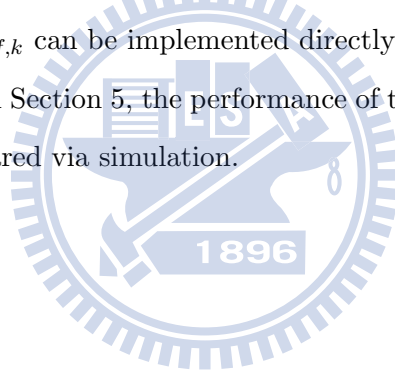 f,k can be implemented directly
Section 5, the performance of t
ared via simulation.
E S A
1896